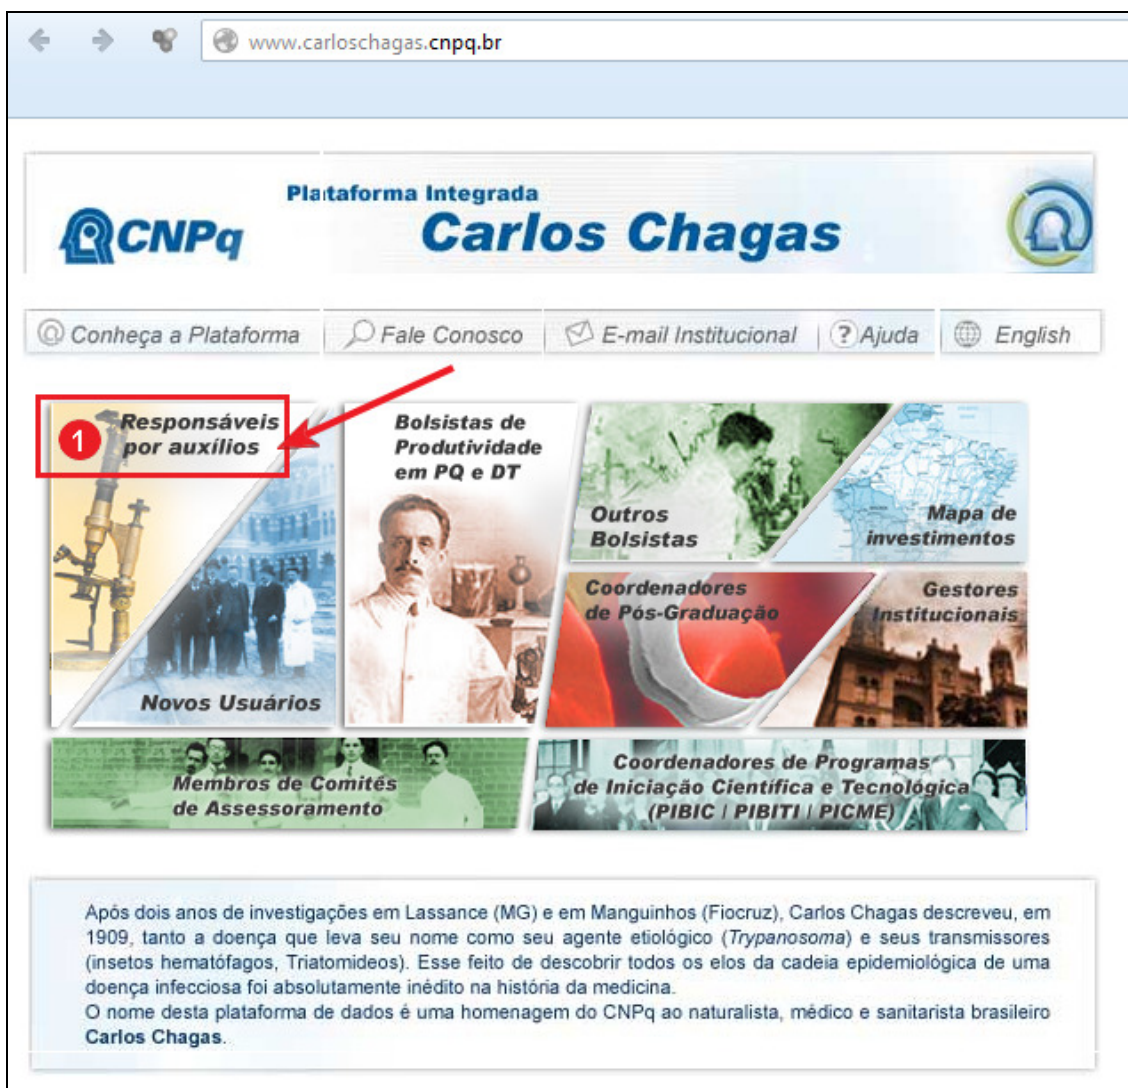 www.carloschagas.cnpq.br
Plataforma Integrada
CNPq
Carlos Chagas
Conheça a Plataforma
Fale Conosco
E-mail Institucional
? Ajuda
English
1
Responsáveis
por auxílios
Novos Usuários
Bolsistas de
Produtividade
em PQ e DT
Outros
Bolsistas
Mapa de
investimentos
Coordenadores
de Pós-Graduação
Gestores
Institucionais
Membros de Comitês
de Assessoramento
Coordenadores de Programas
de Iniciação Científica e Tecnológica
(PIBIC / PIBITI / PICME)
Após dois anos de investigações em Lassance (MG) e em Manguinhos (Fiocruz), Carlos Chagas descreveu, em
1909, tanto a doença que leva seu nome como seu agente etiológico (Trypanosoma) e seus transmissores
(insetos hematófagos, Triatomideos). Esse feito de descobrir todos os elos da cadeia epidemiológica de uma
doença infecciosa foi absolutamente inédito na história da medicina.
O nome desta plataforma de dados é uma homenagem do CNPq ao naturalista, médico e sanitarista brasileiro
Carlos Chagas.